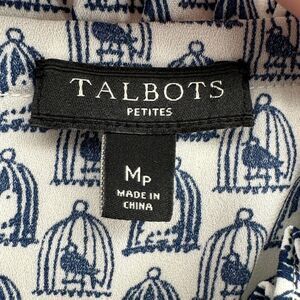 TALBOTS
PETITES
MP
MADE IN
CHINA